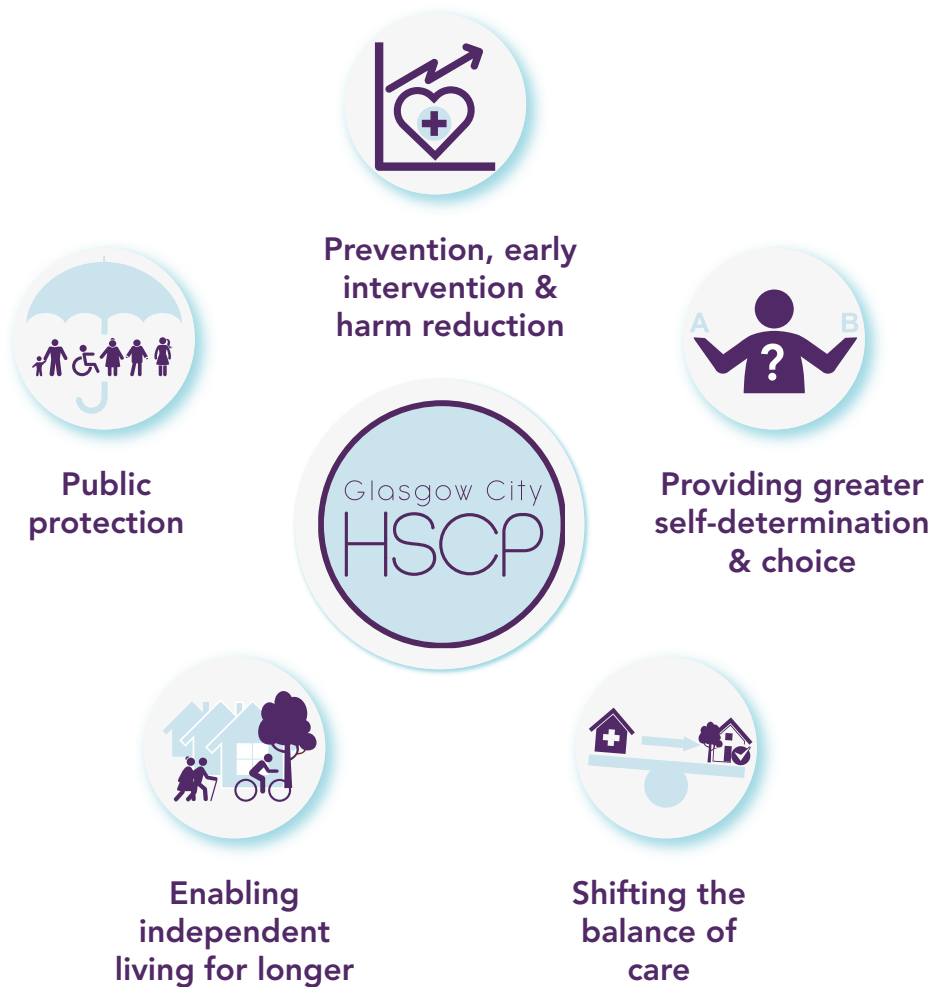 Prevention, early
intervention &
harm reduction
A
B
?
Public
protection
Glasgow City
HSCP
Providing greater
self-determination
& choice
Enabling
independent
living for longer
Shifting the
balance of
care